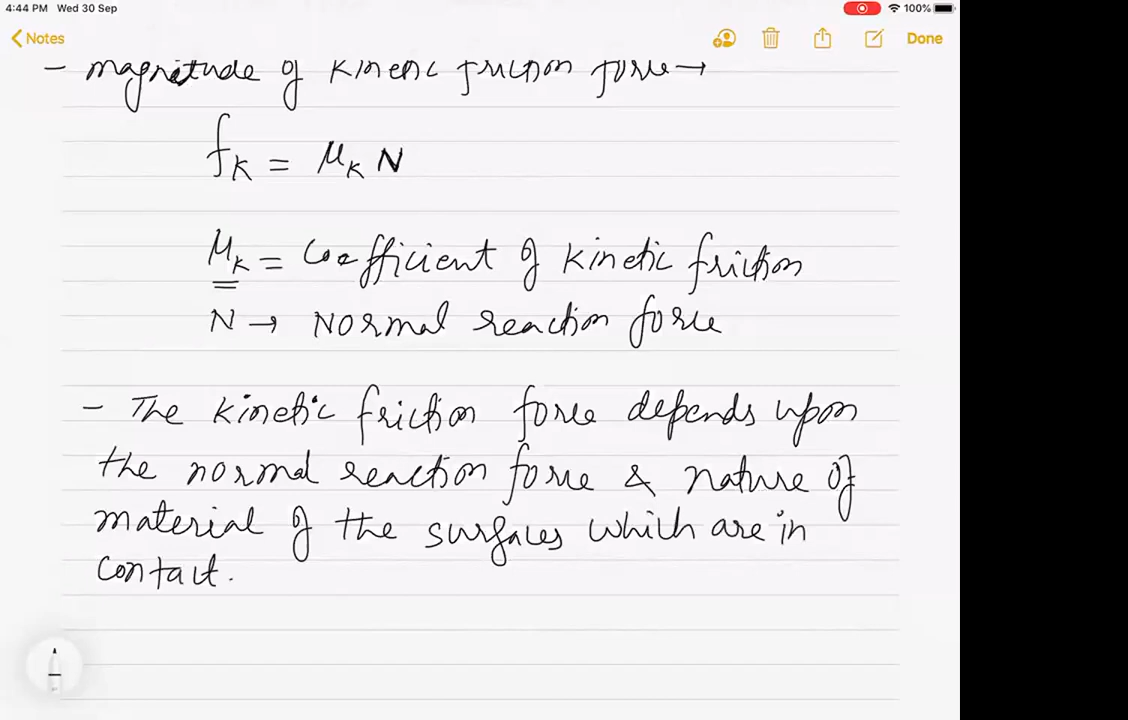 4:44 PM Wed 30 Sep
100%
Notes
Done
- magnitude of kinetic friction force →
fK = μK N
μK = coefficient of kinetic friction
N → Normal reaction force
- The kinetic friction force depends upon
the normal reaction force & nature of
material of the surfaces which are in
contact.